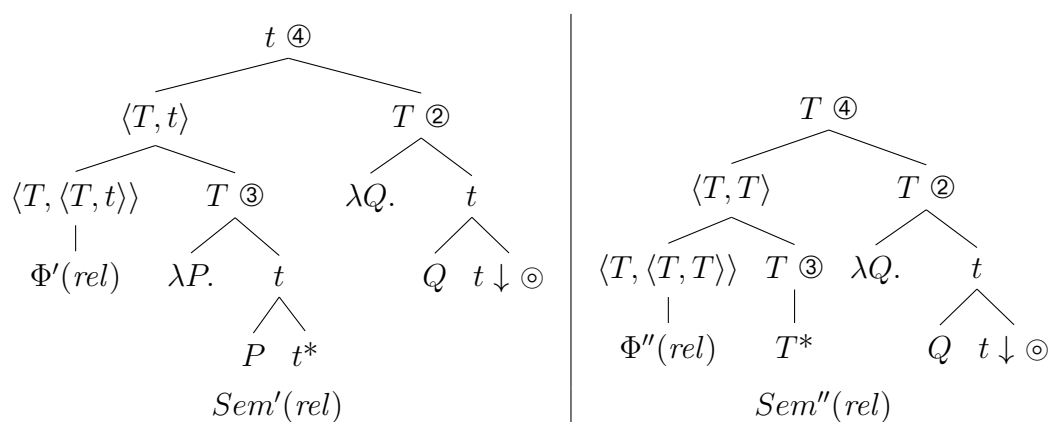 t ④
⟨T, t⟩ T ②
T ④
⟨T, ⟨T, t⟩⟩ T ③ λQ. t
⟨T, T⟩ T ②
Φ′(rel) λP. t Q t ↓ ⊚
⟨T, ⟨T, T⟩⟩ T ③ λQ. t
P t*
Φ′′(rel) T* Q t ↓ ⊚
Sem′(rel) Sem′′(rel)